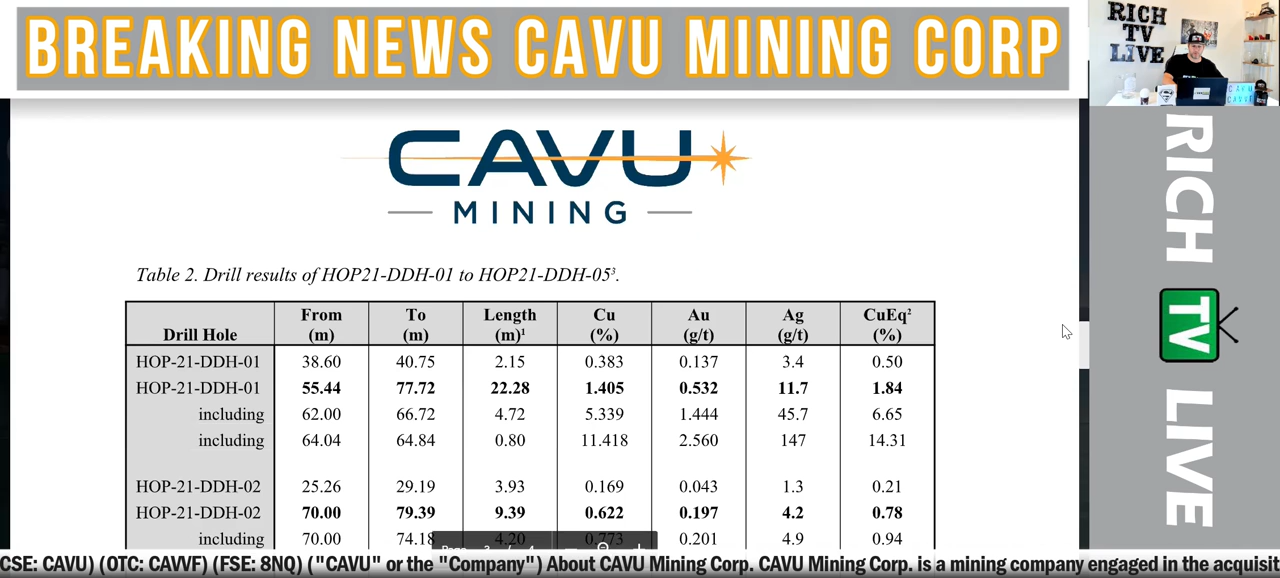 BREAKING NEWS CAVU MINING CORP
RICH
TV
LIVE
CAVU
MINING
Table 2. Drill results of HOP21-DDH-01 to HOP21-DDH-05³.
Drill Hole From (m) To (m) Length (m)¹ Cu (%) Au (g/t) Ag (g/t) CuEq² (%)
HOP-21-DDH-01 38.60 40.75 2.15 0.383 0.137 3.4 0.50
HOP-21-DDH-01 55.44 77.72 22.28 1.405 0.532 11.7 1.84
including 62.00 66.72 4.72 5.339 1.444 45.7 6.65
including 64.04 64.84 0.80 11.418 2.560 147 14.31
HOP-21-DDH-02 25.26 29.19 3.93 0.169 0.043 1.3 0.21
HOP-21-DDH-02 70.00 79.39 9.39 0.622 0.197 4.2 0.78
including 70.00 74.18 4.20 0.773 0.201 4.9 0.94
RICH TV LIVE
CSE: CAVU) (OTC: CAVVF) (FSE: 8NQ) ("CAVU" or the "Company") About CAVU Mining Corp. CAVU Mining Corp. is a mining company engaged in the acquisit